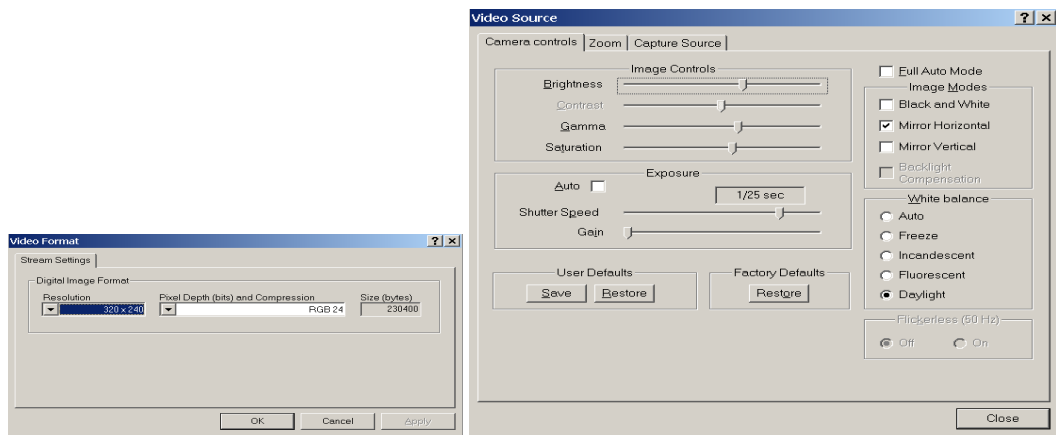 Video Format
Stream Settings
Digital Image Format
Resolution
Pixel Depth (bits) and Compression
Size (bytes)
320 x 240
RGB 24
230400
OK
Cancel
Apply
Video Source
Camera controls
Zoom
Capture Source
Image Controls
Brightness
Contrast
Gamma
Saturation
Exposure
Auto
1/25 sec
Shutter Speed
Gain
User Defaults
Save
Restore
Factory Defaults
Restore
Full Auto Mode
Image Modes
Black and White
Mirror Horizontal
Mirror Vertical
Backlight
Compensation
White balance
Auto
Freeze
Incandescent
Fluorescent
Daylight
Flickerless (50 Hz)
Off
On
Close